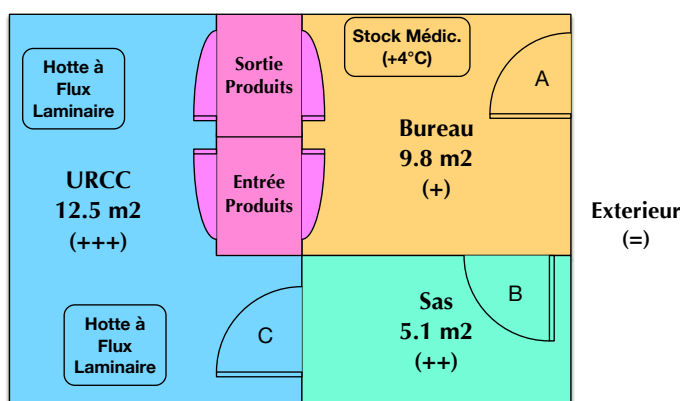 Hotte à
Flux
Laminaire
Sortie
Produits
Stock Médic.
(+4°C)
A
Bureau
9.8 m2
(+)
URCC
12.5 m2
(+++)
Entrée
Produits
Exterieur
(=)
Hotte à
Flux
Laminaire
C
Sas
5.1 m2
(++)
B